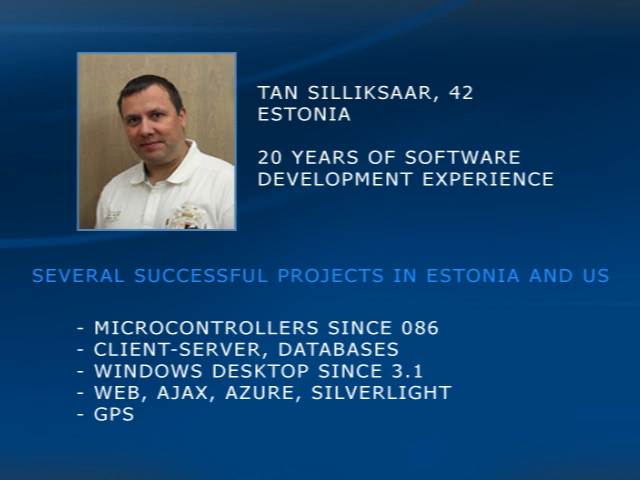 TAN SILLIKSAAR, 42
ESTONIA
20 YEARS OF SOFTWARE
DEVELOPMENT EXPERIENCE
SEVERAL SUCCESSFUL PROJECTS IN ESTONIA AND US
- MICROCONTROLLERS SINCE 086
- CLIENT-SERVER, DATABASES
- WINDOWS DESKTOP SINCE 3.1
- WEB, AJAX, AZURE, SILVERLIGHT
- GPS